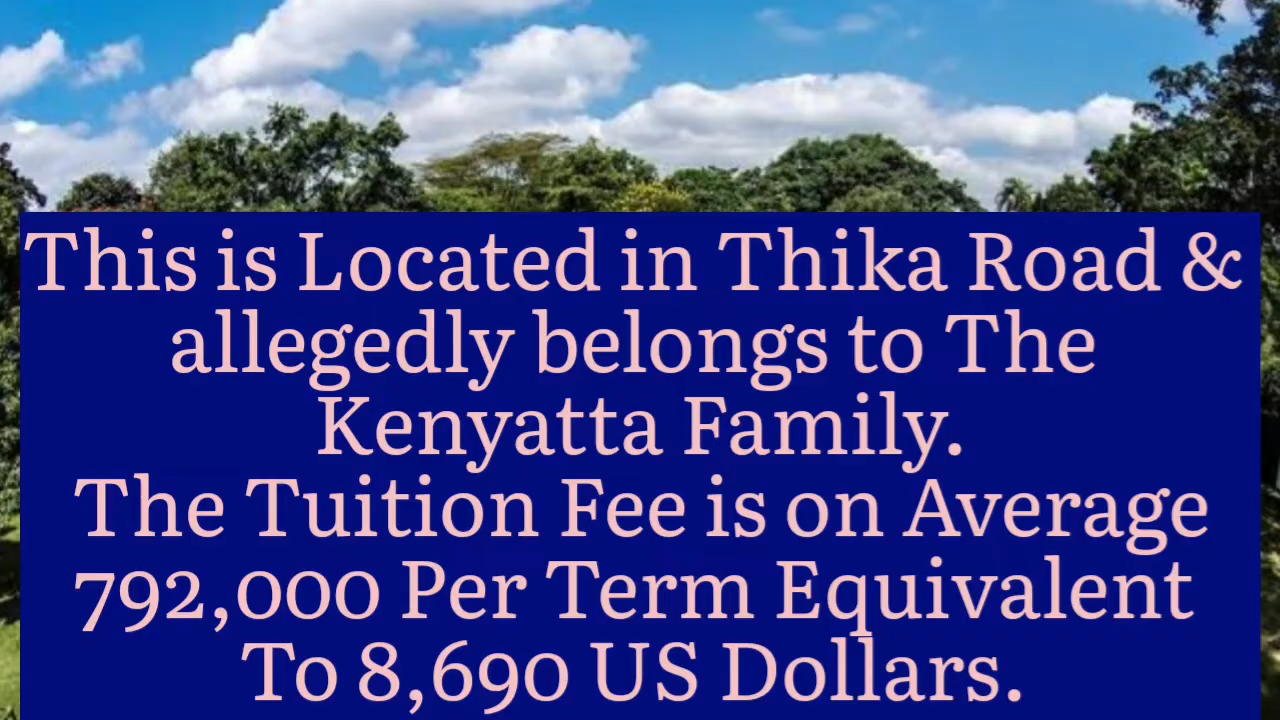 This is Located in Thika Road &
allegedly belongs to The
Kenyatta Family.
The Tuition Fee is on Average
792,000 Per Term Equivalent
To 8,690 US Dollars.